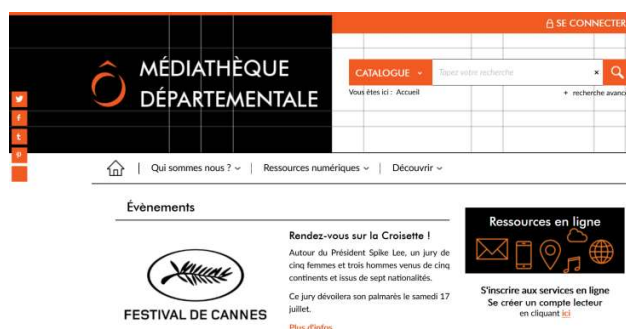 SE CONNECTER
Ô MÉDIATHÈQUE
DÉPARTEMENTALE
CATALOGUE
Tapez votre recherche
×
Vous êtes ici : Accueil
+ recherche avanc
f
t
p
Qui sommes nous ? | Ressources numériques | Découvrir
Évènements
FESTIVAL DE CANNES
Rendez-vous sur la Croisette !
Autour du Président Spike Lee, un jury de
cinq femmes et trois hommes venus de cinq
continents et issus de sept nationalités.
Ce jury dévoilera son palmarès le samedi 17
juillet.
Plus d'infos
Ressources en ligne
S'inscrire aux services en ligne
Se créer un compte lecteur
en cliquant ici